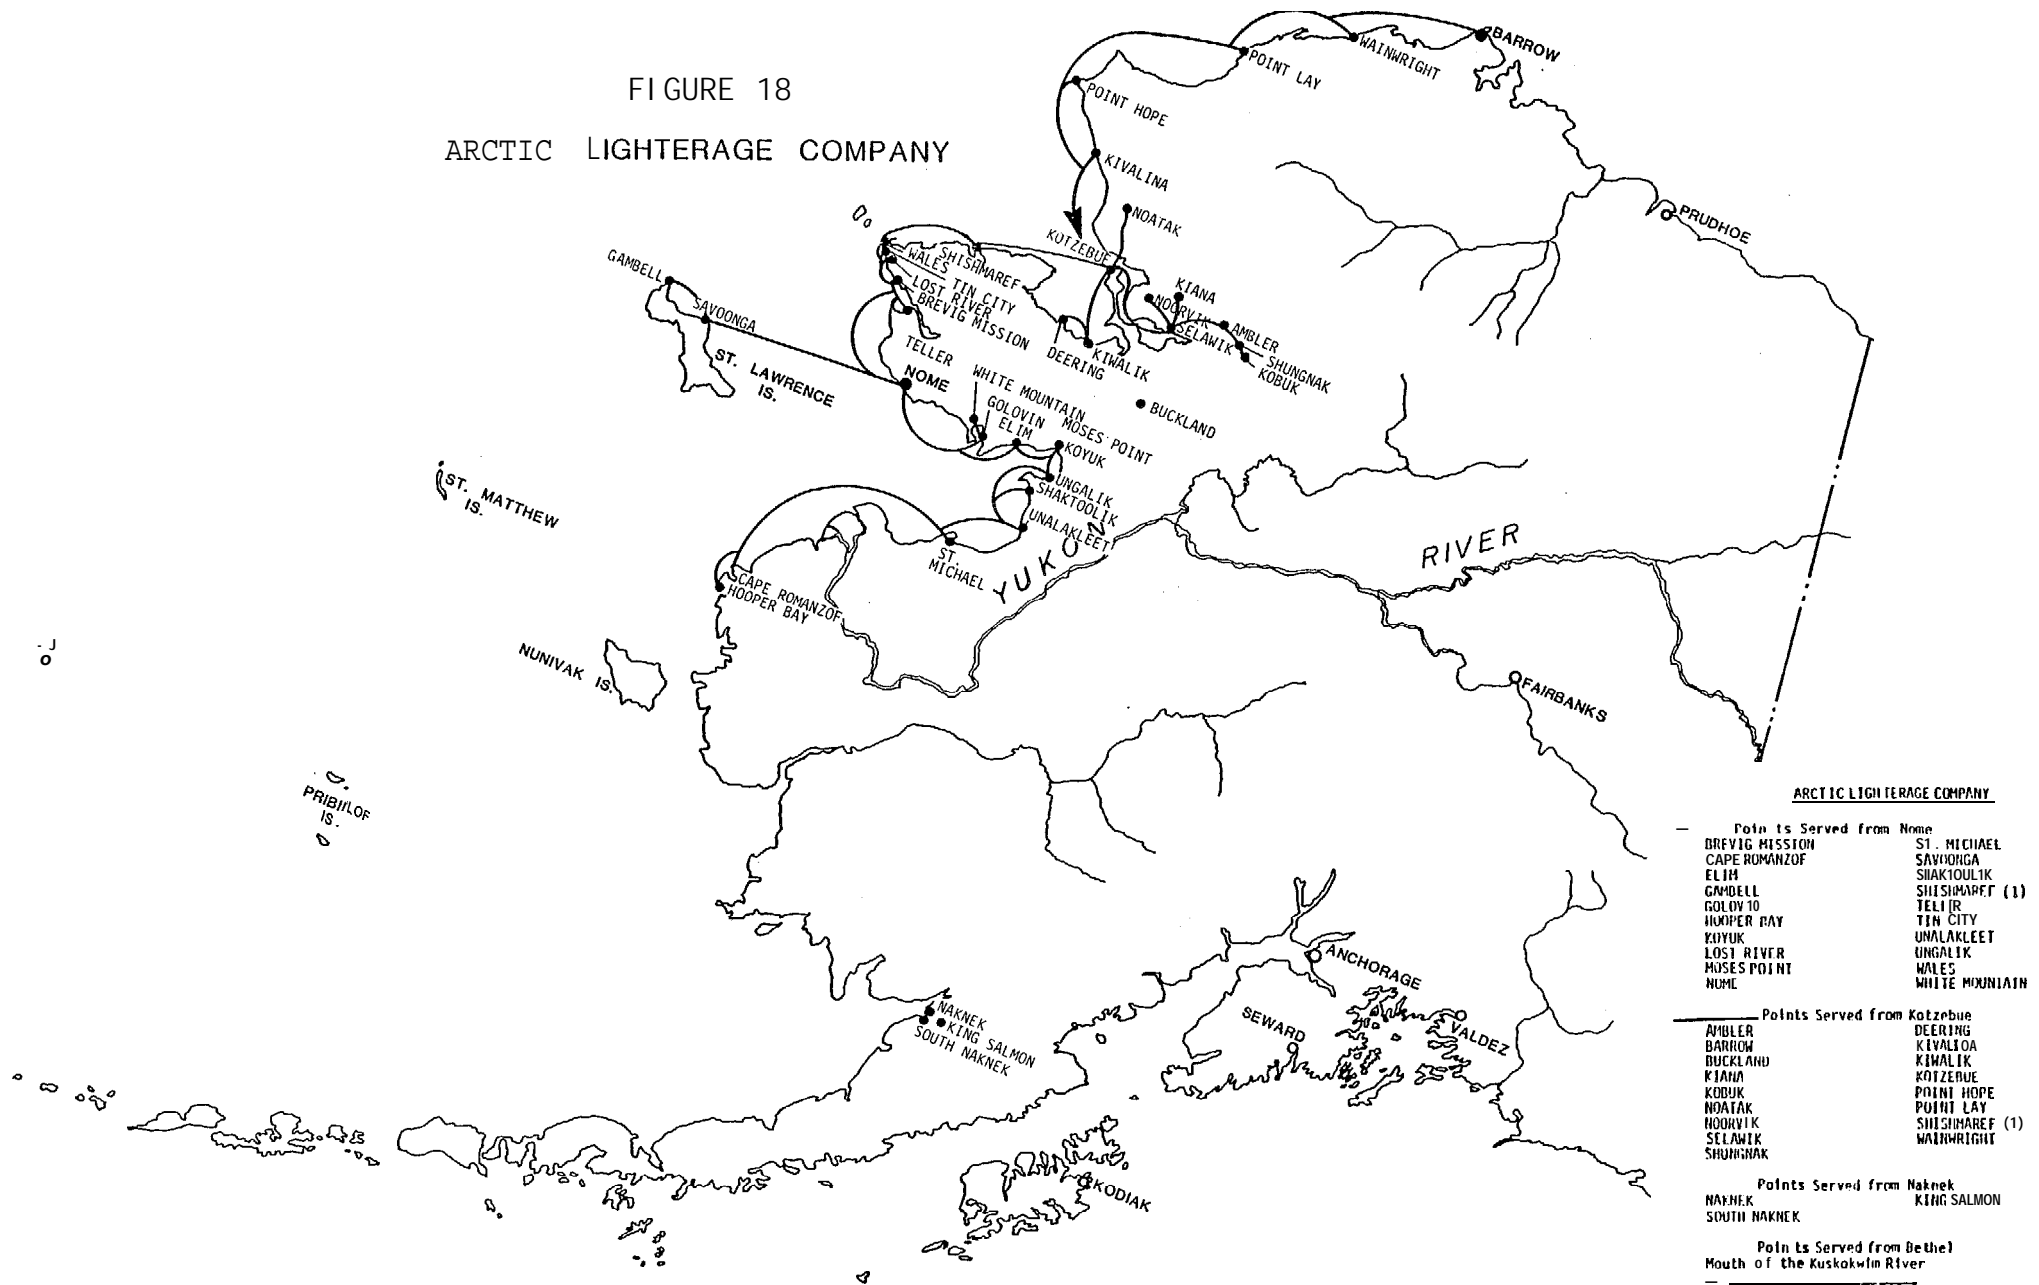 FIGURE 18
ARCTIC LIGHTERAGE COMPANY
BARROW
WAINWRIGHT
POINT LAY
POINT HOPE
KIVALINA
NOATAK
PRUDHOE
KOTZEBUE
GAMBELL
SAVOONGA
ST. LAWRENCE
IS.
SHISHMAREF
WALES
TIN CITY
LOST RIVER
BREVIG MISSION
TELLER
NOME
KIANA
NOORVIK
SELAWIK
AMBLER
SHUNGNAK
KOBUK
DEERING
KIWALIK
BUCKLAND
WHITE MOUNTAIN
GOLOVIN
ELIM
MOSES POINT
KOYUK
UNGALIK
SHAKTOOLIK
UNALAKLEET
ST.
MICHAEL
ST. MATTHEW
IS.
CAPE ROMANZOF
HOOPER BAY
YUKON
RIVER
NUNIVAK IS.
FAIRBANKS
PRIBILOF
IS.
NAKNEK
KING SALMON
SOUTH NAKNEK
ANCHORAGE
SEWARD
VALDEZ
KODIAK
ARCTIC LIGHTERAGE COMPANY
Points Served from Nome
BREVIG MISSION ST. MICHAEL
CAPE ROMANZOF SAVOONGA
ELIM SHAKTOOLIK
GAMBELL SHISHMAREF (1)
GOLOV10 TELLER
HOOPER BAY TIN CITY
KOYUK UNALAKLEET
LOST RIVER UNGALIK
MOSES POINT WALES
NOME WHITE MOUNTAIN
Points Served from Kotzebue
AMBLER DEERING
BARROW KIVALIOA
BUCKLAND KIWALIK
KIANA KOTZEBUE
KOBUK POINT HOPE
NOATAK POINT LAY
NOORVIK SHISHMAREF (1)
SELAWIK WAINWRIGHT
SHUNGNAK
Points Served from Naknek
NAKNEK KING SALMON
SOUTH NAKNEK
Points Served from Bethel
Mouth of the Kuskokwim River